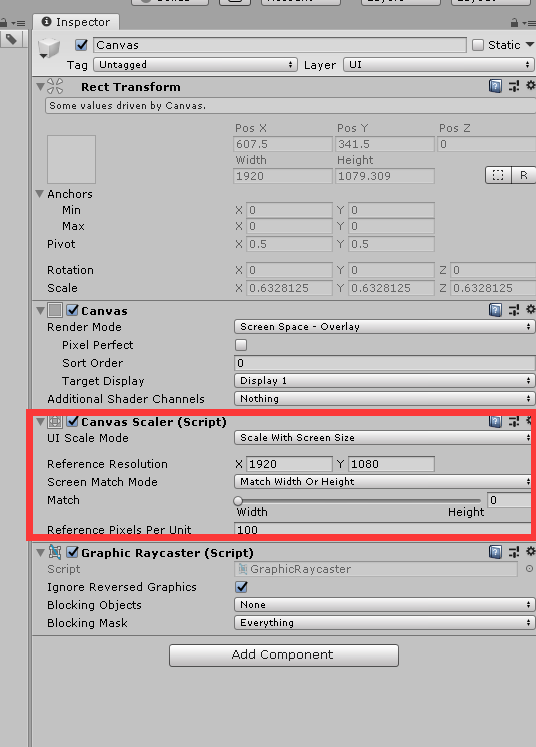 Inspector
Canvas Static
Tag Untagged Layer UI
Rect Transform
Some values driven by Canvas.
Pos X Pos Y Pos Z
607.5 341.5 0
Width Height
1920 1079.309
R
Anchors
Min X 0 Y 0
Max X 0 Y 0
Pivot X 0.5 Y 0.5
Rotation X 0 Y 0 Z 0
Scale X 0.6328125 Y 0.6328125 Z 0.6328125
Canvas
Render Mode Screen Space - Overlay
Pixel Perfect
Sort Order 0
Target Display Display 1
Additional Shader Channels Nothing
Canvas Scaler (Script)
UI Scale Mode Scale With Screen Size
Reference Resolution X 1920 Y 1080
Screen Match Mode Match Width Or Height
Match 0
Width Height
Reference Pixels Per Unit 100
Graphic Raycaster (Script)
Script GraphicRaycaster
Ignore Reversed Graphics
Blocking Objects None
Blocking Mask Everything
Add Component